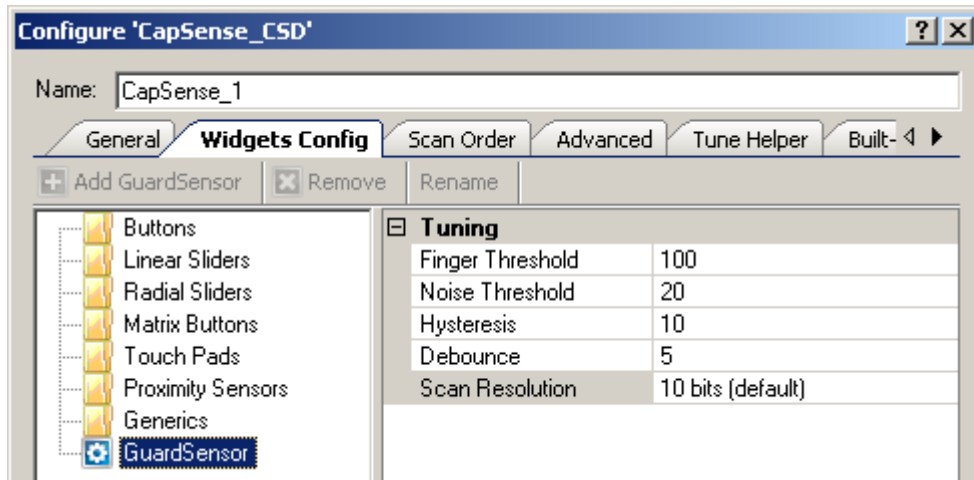 Configure 'CapSense_CSD'
Name: CapSense_1
General Widgets Config Scan Order Advanced Tune Helper Built-
Add GuardSensor Remove Rename
Buttons
Linear Sliders
Radial Sliders
Matrix Buttons
Touch Pads
Proximity Sensors
Generics
GuardSensor
Tuning
Finger Threshold 100
Noise Threshold 20
Hysteresis 10
Debounce 5
Scan Resolution 10 bits (default)